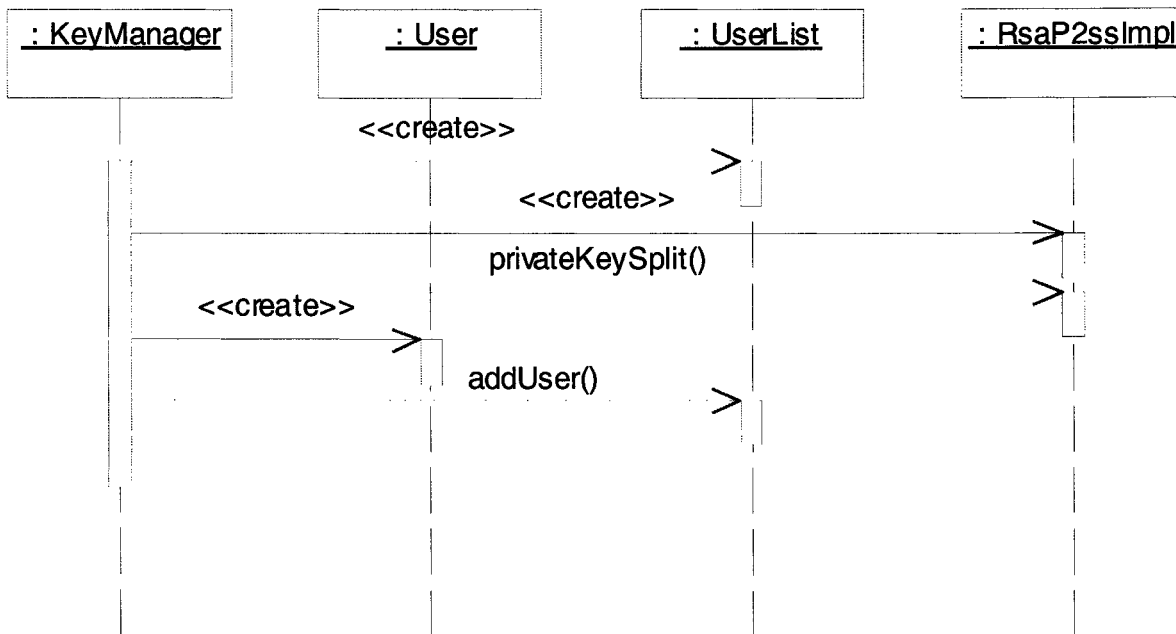 : KeyManager
: User
: UserList
: RsaP2ssImpl
<<create>>
<<create>>
privateKeySplit()
<<create>>
addUser()